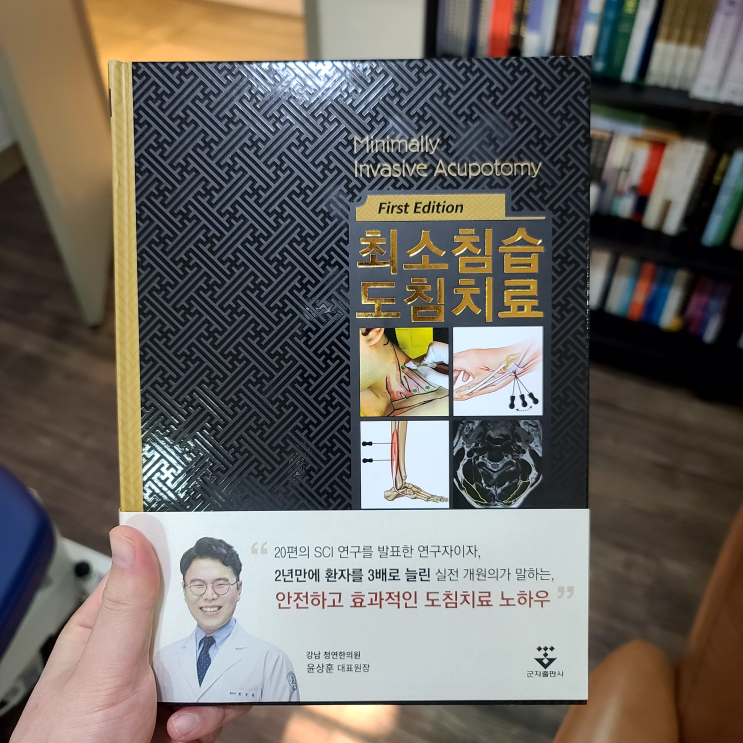 Minimally
Invasive Acupotomy
First Edition
최소침습
도침치료
“ 20편의 SCI 연구를 발표한 연구자이자,
2년만에 환자를 3배로 늘린 실전 개원의가 말하는,
안전하고 효과적인 도침치료 노하우 ”
강남 청연한의원
윤상훈 대표원장
군자출판사